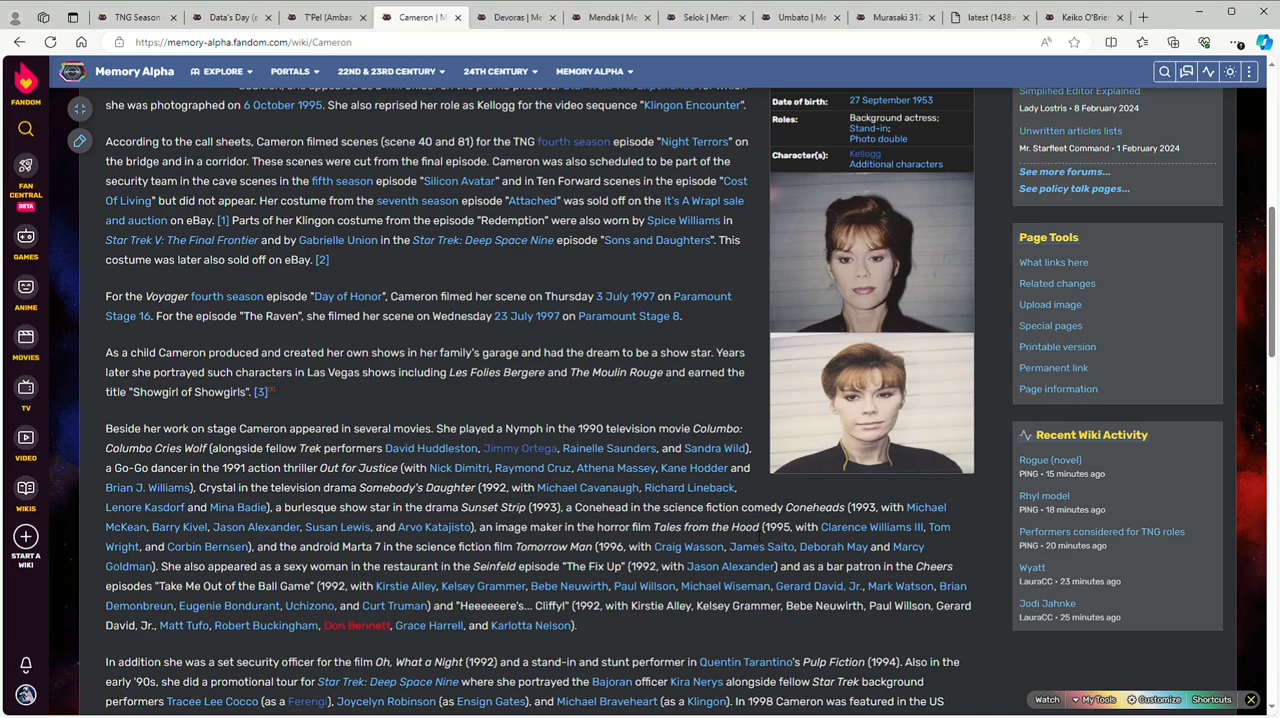 TNG Season
Data's Day (
T'Pel (Ambas
Cameron | M
Devoras | Me
Mendak | Me
Selok | Memo
Umbato | Me
Murasaki 312
latest (1438×
Keiko O'Brie
https://memory-alpha.fandom.com/wiki/Cameron
FANDOM
FAN CENTRAL
BETA
GAMES
ANIME
MOVIES
TV
VIDEO
WIKIS
START A WIKI
Memory Alpha
EXPLORE
PORTALS
22ND & 23RD CENTURY
24TH CENTURY
MEMORY ALPHA
she was photographed on 6 October 1995. She also reprised her role as Kellogg for the video sequence "Klingon Encounter".
According to the call sheets, Cameron filmed scenes (scene 40 and 81) for the TNG fourth season episode "Night Terrors" on
the bridge and in a corridor. These scenes were cut from the final episode. Cameron was also scheduled to be part of the
security team in the cave scenes in the fifth season episode "Silicon Avatar" and in Ten Forward scenes in the episode "Cost
Of Living" but did not appear. Her costume from seventh season episode "Attached" was sold off on the It's A Wrap! sale
and auction on eBay. [1] Parts of her Klingon costume from the episode "Redemption" were also worn by Spice Williams in
Star Trek V: The Final Frontier and by Gabrielle Union in the Star Trek: Deep Space Nine episode "Sons and Daughters". This
costume was later also sold off on eBay. [2]
For the Voyager fourth season episode "Day of Honor", Cameron filmed her scene on Thursday 3 July 1997 on Paramount
Stage 16. For the episode "The Raven", she filmed her scene on Wednesday 23 July 1997 on Paramount Stage 8.
As a child Cameron produced and created her own shows in her family's garage and had the dream to be a show star. Years
later she portrayed such characters in Las Vegas shows including Les Folies Bergere and The Moulin Rouge and earned the
title "Showgirl of Showgirls". [3]
Beside her work on stage Cameron appeared in several movies. She played a Nymph in the 1990 television movie Columbo:
Columbo Cries Wolf (alongside fellow Trek performers David Huddleston, Jimmy Ortega, Rainelle Saunders, and Sandra Wild),
a Go-Go dancer in the 1991 action thriller Out for Justice (with Nick Dimitri, Raymond Cruz, Athena Massey, Kane Hodder and
Brian J. Williams), Crystal in the television drama Somebody's Daughter (1992, with Michael Cavanaugh, Richard Lineback,
Lenore Kasdorf and Mina Badie), a burlesque show star in the drama Sunset Strip (1993), a Conehead in the science fiction comedy Coneheads (1993, with Michael
McKean, Barry Kivel, Jason Alexander, Susan Lewis, and Arvo Katajisto), an image maker in the horror film Tales from the Hood (1995, with Clarence Williams III, Tom
Wright, and Corbin Bernsen), and the android Marta 7 in the science fiction film Tomorrow Man (1996, with Craig Wasson, James Saito, Deborah May and Marcy
Goldman). She also appeared as a sexy woman in the restaurant in the Seinfeld episode "The Fix Up" (1992, with Jason Alexander) and as a bar patron in the Cheers
episodes "Take Me Out of the Ball Game" (1992, with Kirstie Alley, Kelsey Grammer, Bebe Neuwirth, Paul Willson, Michael Wiseman, Gerard David, Jr., Mark Watson, Brian
Demonbreun, Eugenie Bondurant, Uchizono, and Curt Truman) and "Heeeeeere's... Cliffy!" (1992, with Kirstie Alley, Kelsey Grammer, Bebe Neuwirth, Paul Willson, Gerard
David, Jr., Matt Tufo, Robert Buckingham, Don Bennett, Grace Harrell, and Karlotta Nelson).
In addition she was a set security officer for the film Oh, What a Night (1992) and a stand-in and stunt performer in Quentin Tarantino's Pulp Fiction (1994). Also in the
early '90s, she did a promotional tour for Star Trek: Deep Space Nine where she portrayed the Bajoran officer Kira Nerys alongside fellow Star Trek background
performers Tracee Lee Cocco (as a Ferengi), Joycelyn Robinson (as Ensign Gates), and Michael Braveheart (as a Klingon). In 1998 Cameron was featured in the US
Date of birth: 27 September 1953
Roles: Background actress;
Stand-in;
Photo double
Character(s): Kellogg
Additional characters
Simplified Editor Explained
Lady Lostris • 8 February 2024
Unwritten articles lists
Mr. Starfleet Command • 1 February 2024
See more forums...
See policy talk pages...
Page Tools
What links here
Related changes
Upload image
Special pages
Printable version
Permanent link
Page information
Recent Wiki Activity
Rogue (novel)
PING • 15 minutes ago
Rhyl model
PING • 18 minutes ago
Performers considered for TNG roles
PING • 20 minutes ago
Wyatt
LauraCC • 23 minutes ago
Jodi Jahnke
LauraCC • 25 minutes ago
Watch
My Tools
Customize
Shortcuts